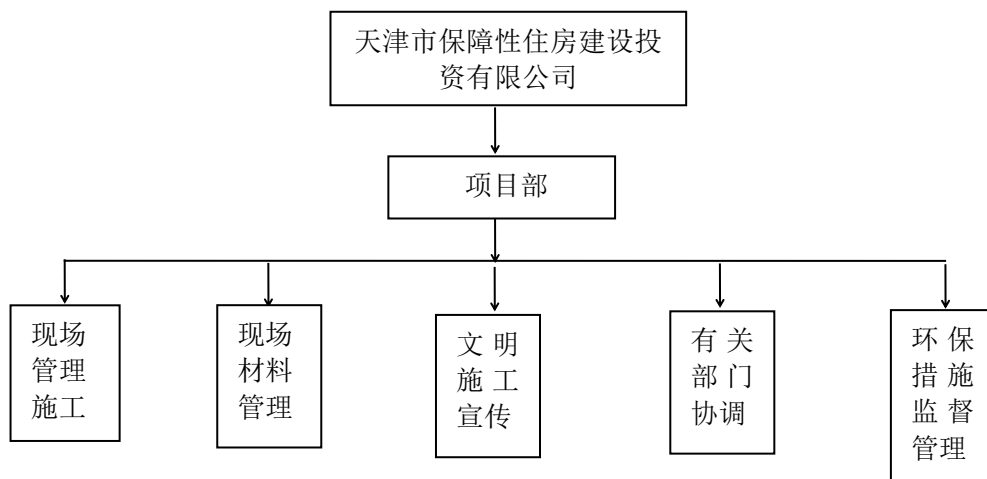 天津市保障性住房建设投
资有限公司
项目部
现场
管理
施工
现场
材料
管理
文 明
施 工
宣传
有 关
部 门
协调
环 保
措 施
监 督
管理